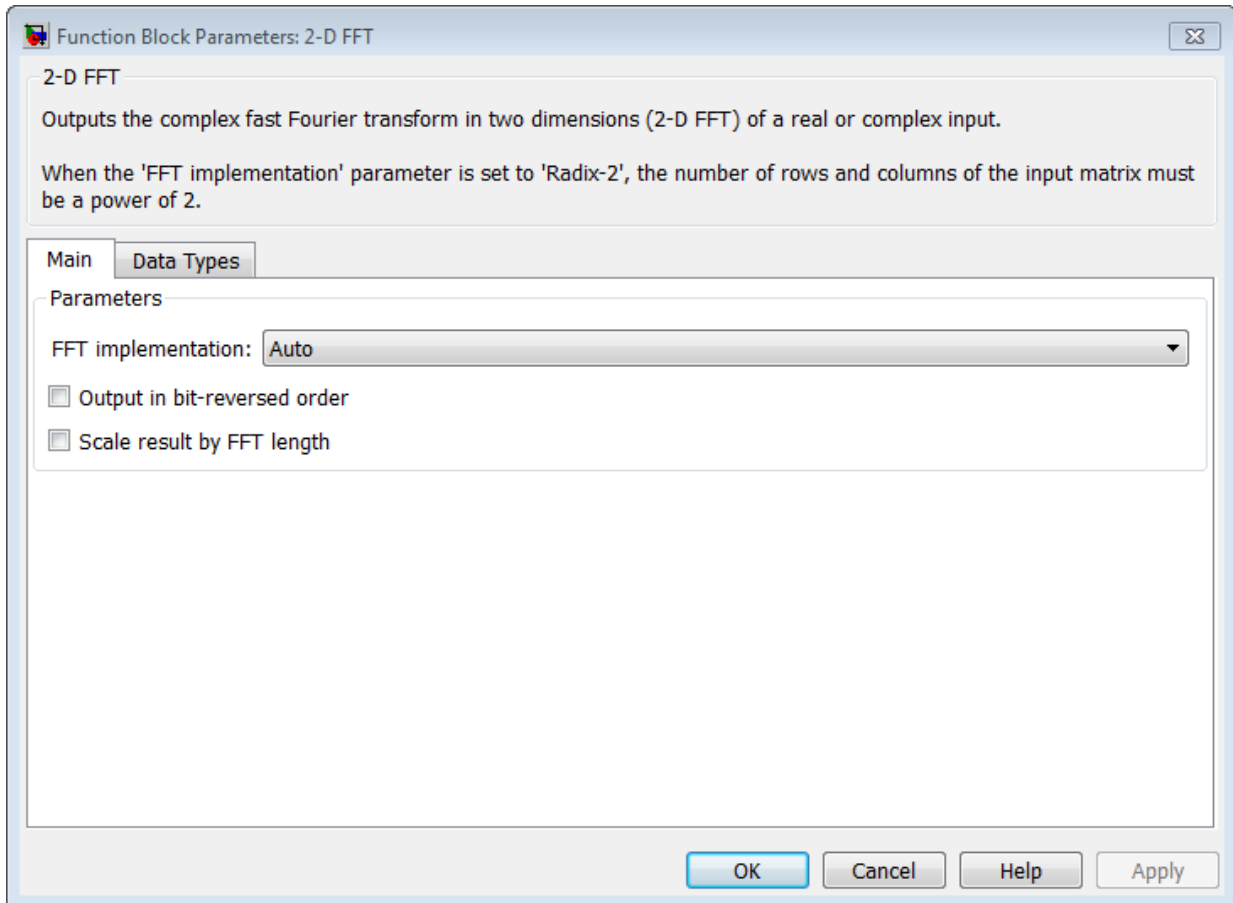 Function Block Parameters: 2-D FFT
2-D FFT
Outputs the complex fast Fourier transform in two dimensions (2-D FFT) of a real or complex input.
When the 'FFT implementation' parameter is set to 'Radix-2', the number of rows and columns of the input matrix must
be a power of 2.
Main Data Types
Parameters
FFT implementation: Auto
Output in bit-reversed order
Scale result by FFT length
OK Cancel Help Apply